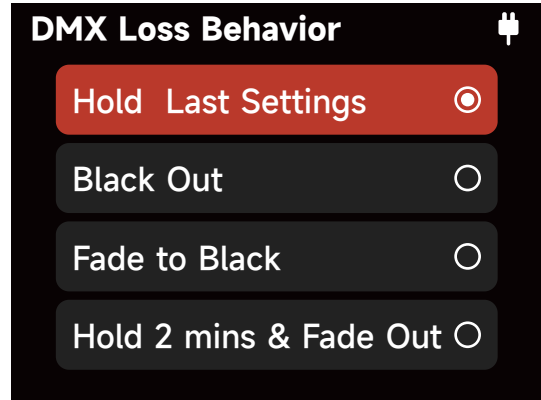 DMX Loss Behavior
Hold  Last Settings
Black Out
Fade to Black
Hold 2 mins & Fade Out